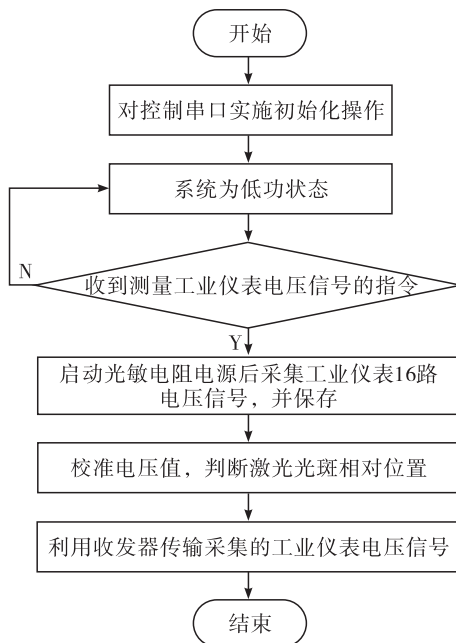 开始
对控制串口实施初始化操作
系统为低功状态
N
收到测量工业仪表电压信号的指令
Y
启动光敏电阻电源后采集工业仪表16路
电压信号，并保存
校准电压值，判断激光光斑相对位置
利用收发器传输采集的工业仪表电压信号
结束